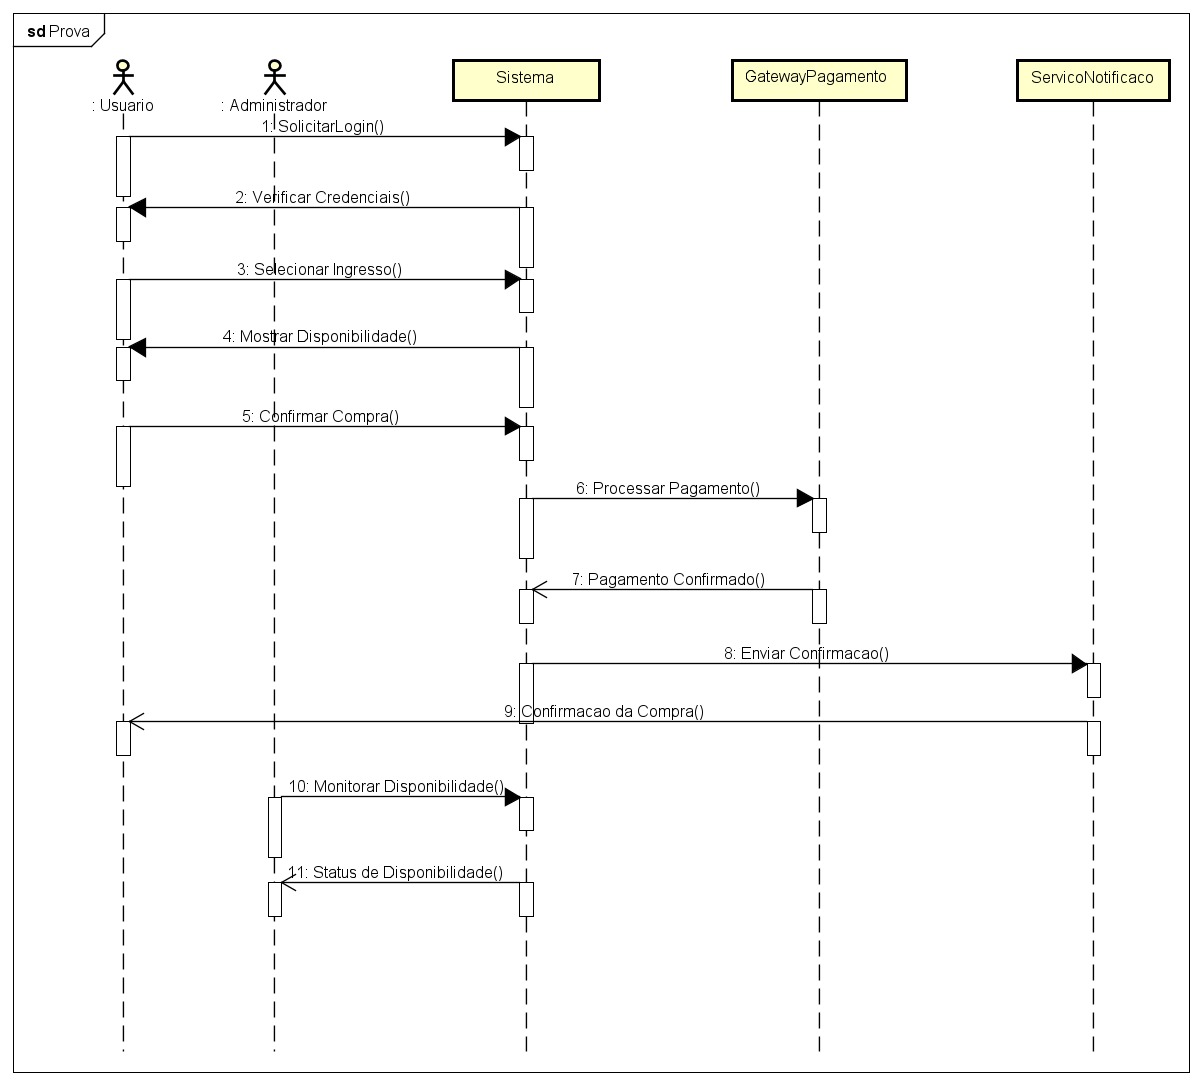 sd Prova
: Usuario
: Administrador
Sistema
GatewayPagamento
ServicoNotificaco
1: SolicitarLogin()
2: Verificar Credenciais()
3: Selecionar Ingresso()
4: Mostrar Disponibilidade()
5: Confirmar Compra()
6: Processar Pagamento()
7: Pagamento Confirmado()
8: Enviar Confirmacao()
9: Confirmacao da Compra()
10: Monitorar Disponibilidade()
11: Status de Disponibilidade()